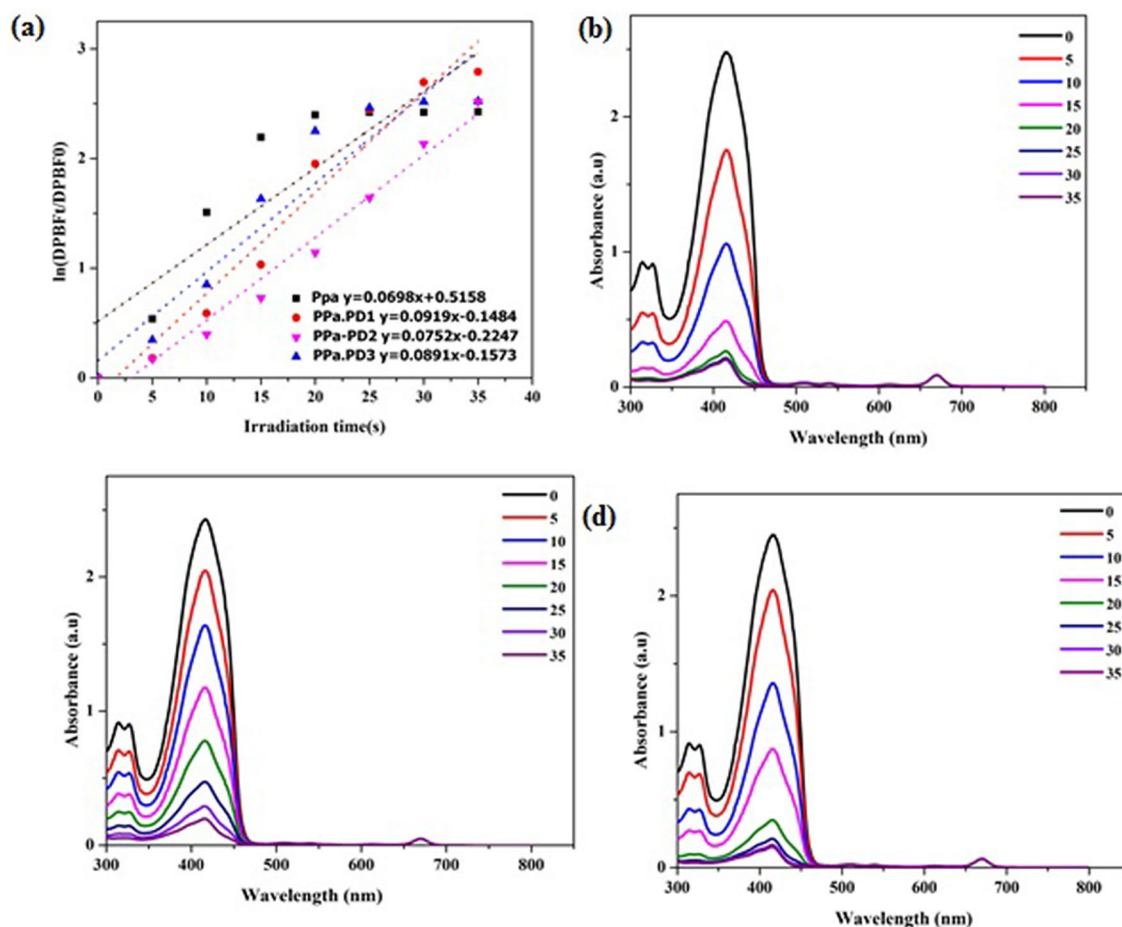 (a)
ln(DPBFt/DPBF0)
3
2
1
0
Ppa y=0.0698x+0.5158
PPa.PD1 y=0.0919x-0.1484
PPa-PD2 y=0.0752x-0.2247
PPa.PD3 y=0.0891x-0.1573
0 5 10 15 20 25 30 35 40
Irradiation time(s)
(b)
Absorbance (a.u)
2
1
0
0
5
10
15
20
25
30
35
300 400 500 600 700 800
Wavelength (nm)
Absorbance (a.u)
2
1
0
0
5
10
15
20
25
30
35
300 400 500 600 700 800
Wavelength (nm)
(d)
Absorbance (a.u)
2
1
0
0
5
10
15
20
25
30
35
300 400 500 600 700 800
Wavelength (nm)